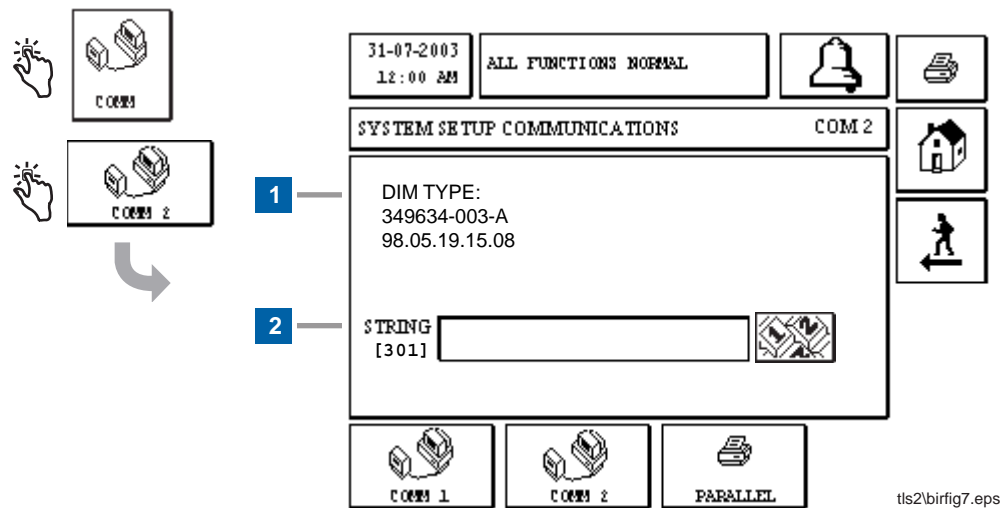 COMM
COMM 2
31-07-2003
12:00 AM
ALL FUNCTIONS NORMAL
SYSTEM SETUP COMMUNICATIONS COM 2
1
DIM TYPE:
349634-003-A
98.05.19.15.08
2
STRING
[301]
1 2 A
COMM 1
COMM 2
PARALLEL
tls2\birfig7.eps